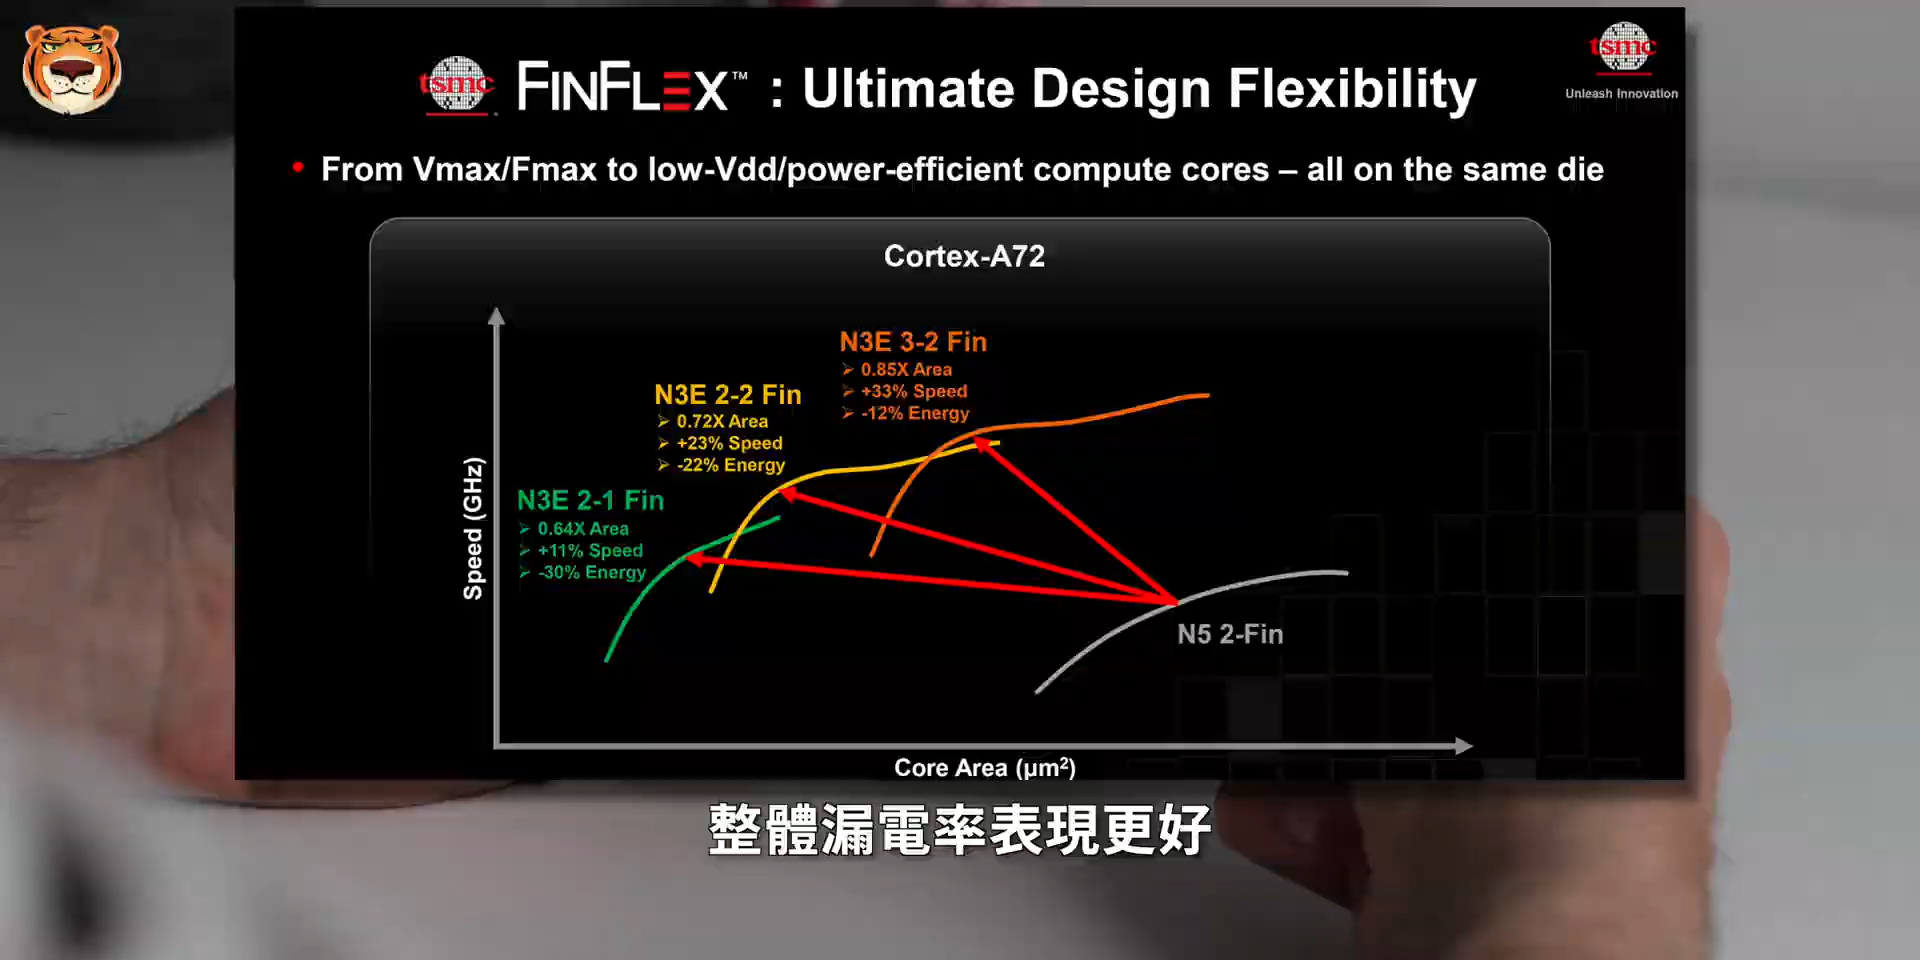 tsmc FINFLEX™ : Ultimate Design Flexibility
tsmc
Unleash Innovation
• From Vmax/Fmax to low-Vdd/power-efficient compute cores – all on the same die
Cortex-A72
N3E 3-2 Fin
➢ 0.85X Area
➢ +33% Speed
➢ -12% Energy
N3E 2-2 Fin
➢ 0.72X Area
➢ +23% Speed
➢ -22% Energy
N3E 2-1 Fin
➢ 0.64X Area
➢ +11% Speed
➢ -30% Energy
Speed (GHz)
N5 2-Fin
Core Area (µm²)
整體漏電率表現更好